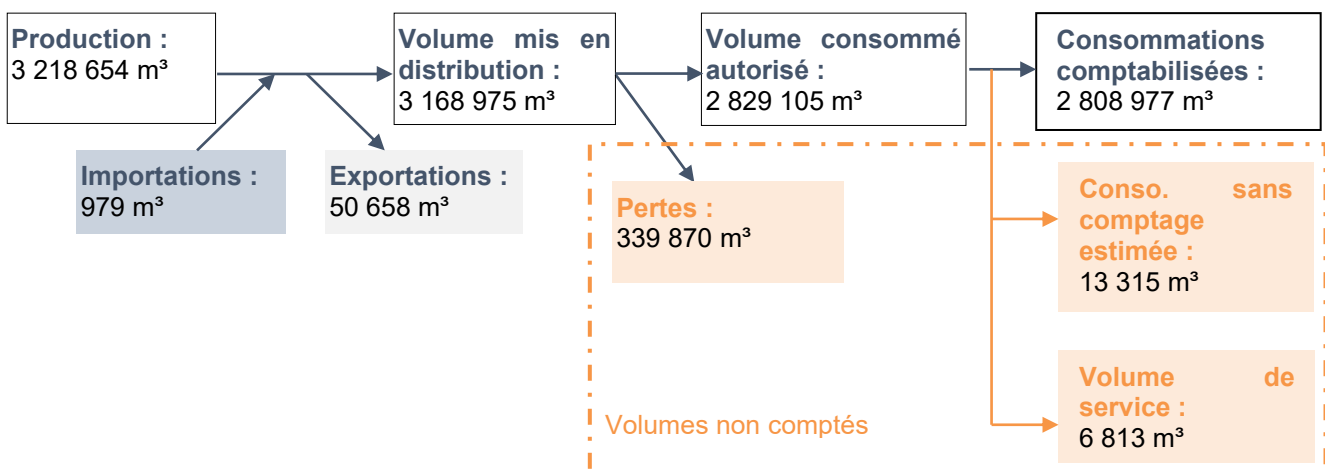 Production :
3 218 654 m³
Volume mis en
distribution :
3 168 975 m³
Volume consommé
autorisé :
2 829 105 m³
Consommations
comptabilisées :
2 808 977 m³
Importations :
979 m³
Exportations :
50 658 m³
Pertes :
339 870 m³
Conso. sans
comptage
estimée :
13 315 m³
Volume de
service :
6 813 m³
Volumes non comptés